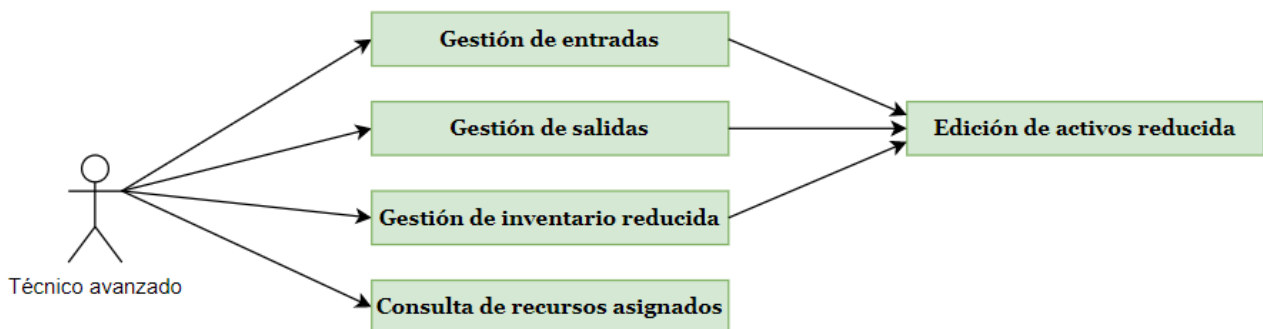 Gestión de entradas
Gestión de salidas
Edición de activos reducida
Gestión de inventario reducida
Técnico avanzado
Consulta de recursos asignados